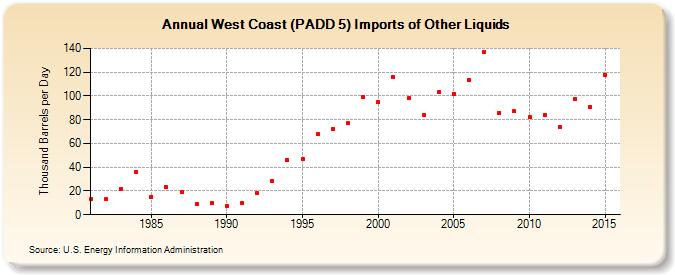 Annual West Coast (PADD 5) Imports of Other Liquids
Thousand Barrels per Day
140
120
100
80
60
40
20
0
1985 1990 1995 2000 2005 2010 2015
Source: U.S. Energy Information Administration